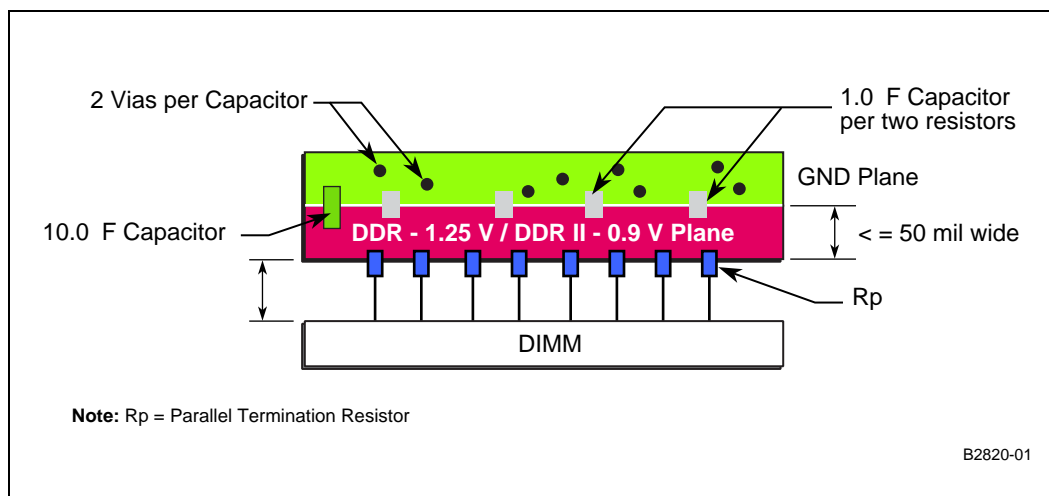 2 Vias per Capacitor
1.0  F Capacitor
per two resistors
GND Plane
10.0  F Capacitor
DDR - 1.25 V / DDR II - 0.9 V Plane
< = 50 mil wide
Rp
DIMM
Note: Rp = Parallel Termination Resistor
B2820-01